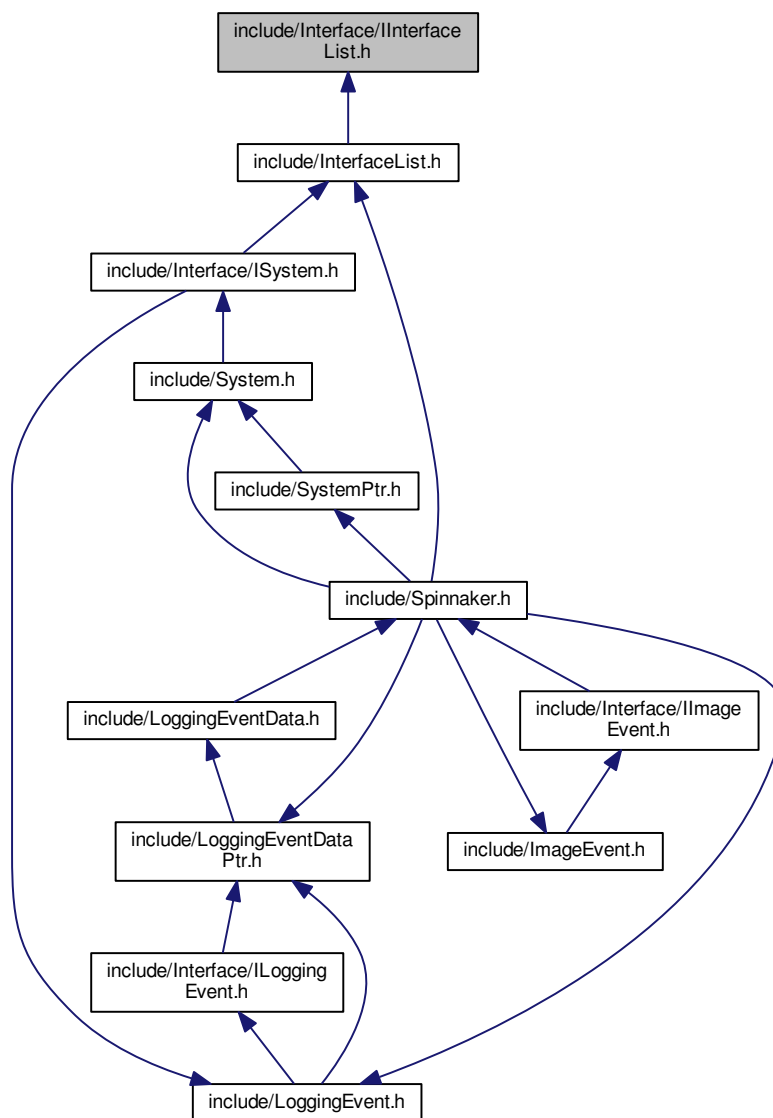 include/Interface/IInterface
List.h
include/InterfaceList.h
include/Interface/ISystem.h
include/System.h
include/SystemPtr.h
include/Spinnaker.h
include/LoggingEventData.h
include/Interface/IImage
Event.h
include/LoggingEventData
Ptr.h
include/ImageEvent.h
include/Interface/ILogging
Event.h
include/LoggingEvent.h